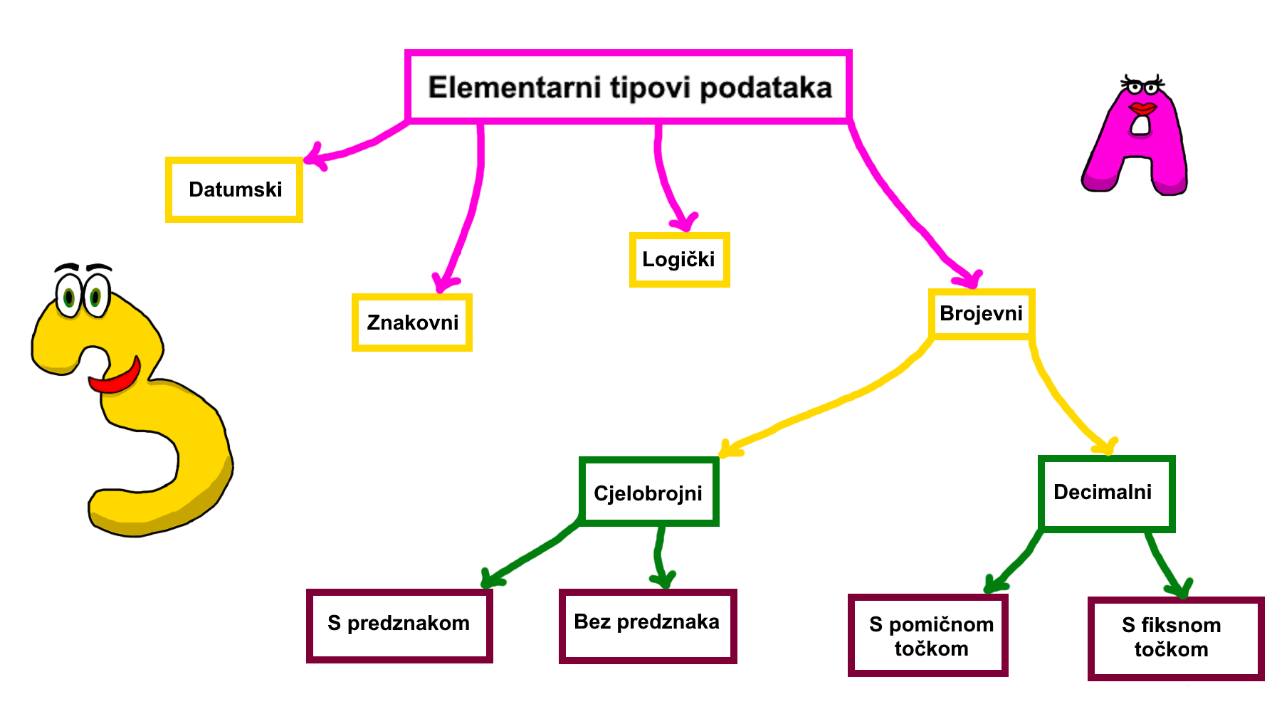 Elementarni tipovi podataka
Datumski
Znakovni
Logički
Brojevni
Cjelobrojni
Decimalni
S predznakom
Bez predznaka
S pomičnom
točkom
S fiksnom
točkom